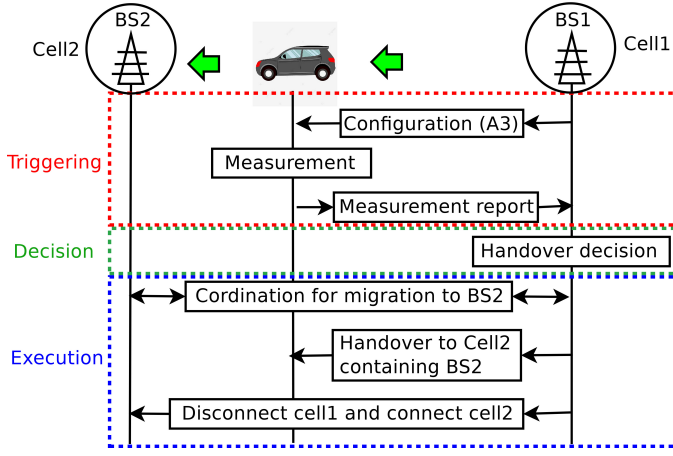 BS2
BS1
Cell2
Cell1
Configuration (A3)
Triggering
Measurement
Measurement report
Decision
Handover decision
Cordination for migration to BS2
Execution
Handover to Cell2
containing BS2
Disconnect cell1 and connect cell2